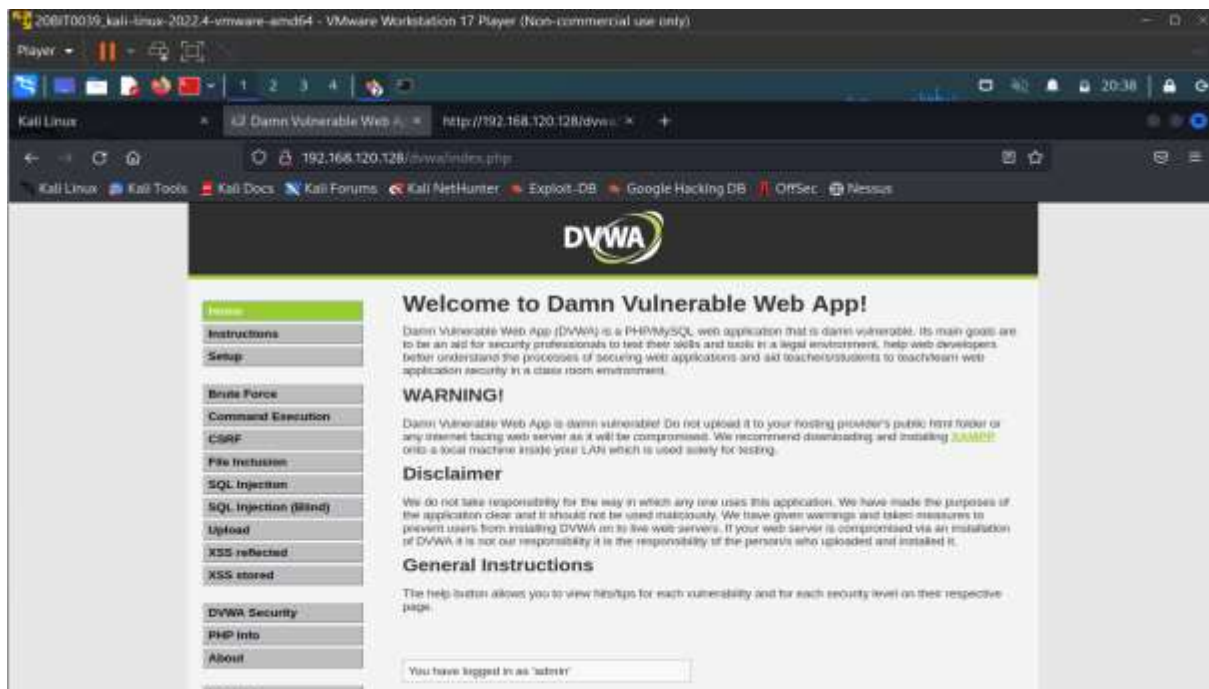 20BIT0039_kali-linux-2022.4-vmware-amd64 - VMware Workstation 17 Player (Non-commercial use only)
Player
1 2 3 4
20:38
Kali Linux
Damn Vulnerable Web A
http://192.168.120.128/dvwa
192.168.120.128/dvwa/index.php
Kali Linux Kali Tools Kali Docs Kali Forums Kali NetHunter Exploit-DB Google Hacking DB OffSec Nessus
DVWA
Home
Instructions
Setup
Brute Force
Command Execution
CSRF
File Inclusion
SQL Injection
SQL Injection (Blind)
Upload
XSS reflected
XSS stored
DVWA Security
PHP Info
About
Welcome to Damn Vulnerable Web App!
Damn Vulnerable Web App (DVWA) is a PHP/MySQL web application that is damn vulnerable. Its main goals are
to be an aid for security professionals to test their skills and tools in a legal environment, help web developers
better understand the processes of securing web applications and aid teachers/students to teach/learn web
application security in a class room environment.
WARNING!
Damn Vulnerable Web App is damn vulnerable! Do not upload it to your hosting provider's public html folder or
any internet facing web server as it will be compromised. We recommend downloading and installing XAMPP
onto a local machine inside your LAN which is used solely for testing.
Disclaimer
We do not take responsibility for the way in which any one uses this application. We have made the purposes of
the application clear and it should not be used maliciously. We have given warnings and taken measures to
prevent users from installing DVWA on to live web servers. If your web server is compromised via an installation
of DVWA it is not our responsibility it is the responsibility of the person/s who uploaded and installed it.
General Instructions
The help button allows you to view hits/tips for each vulnerability and for each security level on their respective
page.
You have logged in as 'admin'